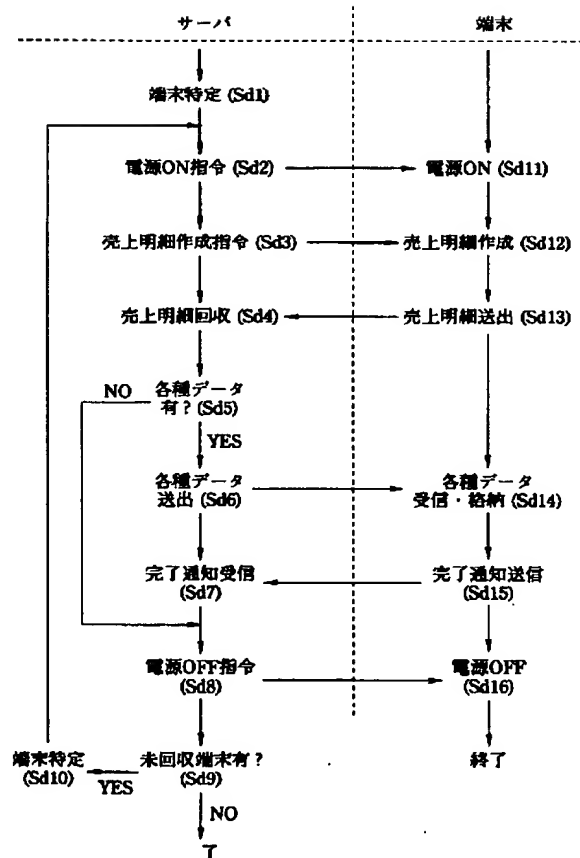 サーバ
端末
端末特定 (Sd1)
電源ON指令 (Sd2)
電源ON (Sd11)
売上明細作成指令 (Sd3)
売上明細作成 (Sd12)
売上明細回収 (Sd4)
売上明細送出 (Sd13)
NO
各種データ
有？(Sd5)
YES
各種データ
送出 (Sd6)
各種データ
受信・格納 (Sd14)
完了通知受信
(Sd7)
完了通知送信
(Sd15)
電源OFF指令
(Sd8)
電源OFF
(Sd16)
端末特定
(Sd10)
YES
未回収端末有？
(Sd9)
終了
NO
了